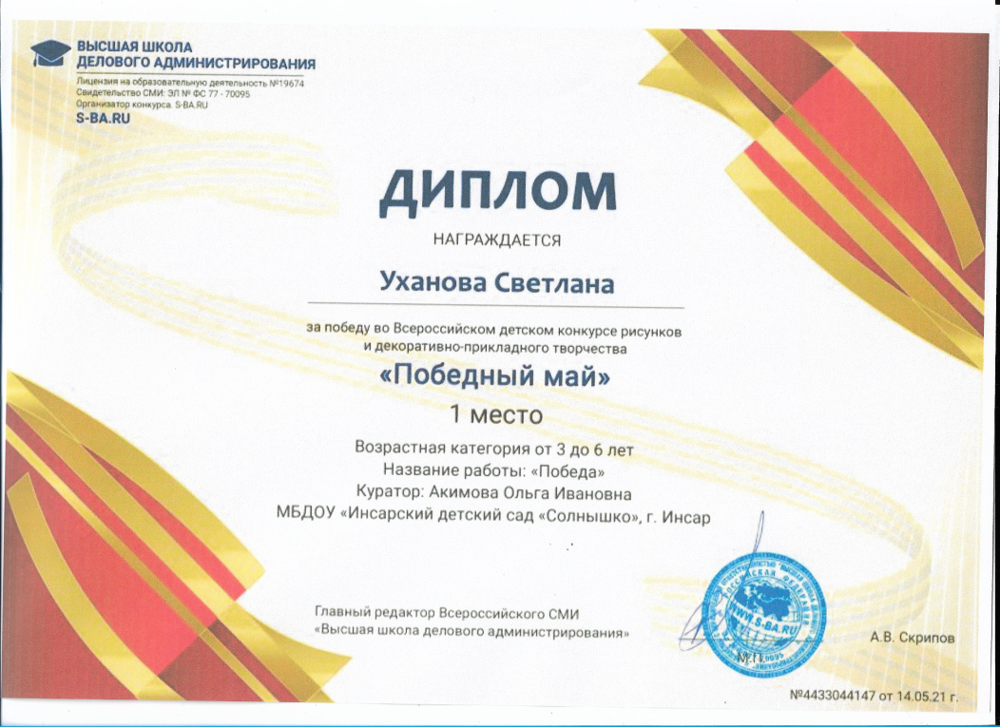 ВЫСШАЯ ШКОЛА
ДЕЛОВОГО АДМИНИСТРИРОВАНИЯ
Лицензия на образовательную деятельность №19674
Свидетельство СМИ: ЭЛ № ФС 77 - 70095
Организатор конкурса. S-BA.RU
S-BA.RU
ДИПЛОМ
НАГРАЖДАЕТСЯ
Уханова Светлана
за победу во Всероссийском детском конкурсе рисунков
и декоративно-прикладного творчества
«Победный май»
1 место
Возрастная категория от 3 до 6 лет
Название работы: «Победа»
Куратор: Акимова Ольга Ивановна
МБДОУ «Инсарский детский сад «Солнышко», г. Инсар
Главный редактор Всероссийского СМИ
«Высшая школа делового администрирования»
РОССИЙСКАЯ ФЕДЕРАЦИЯ
WWW.S-BA.RU
М.П.
А.В. Скрипов
№4433044147 от 14.05.21 г.